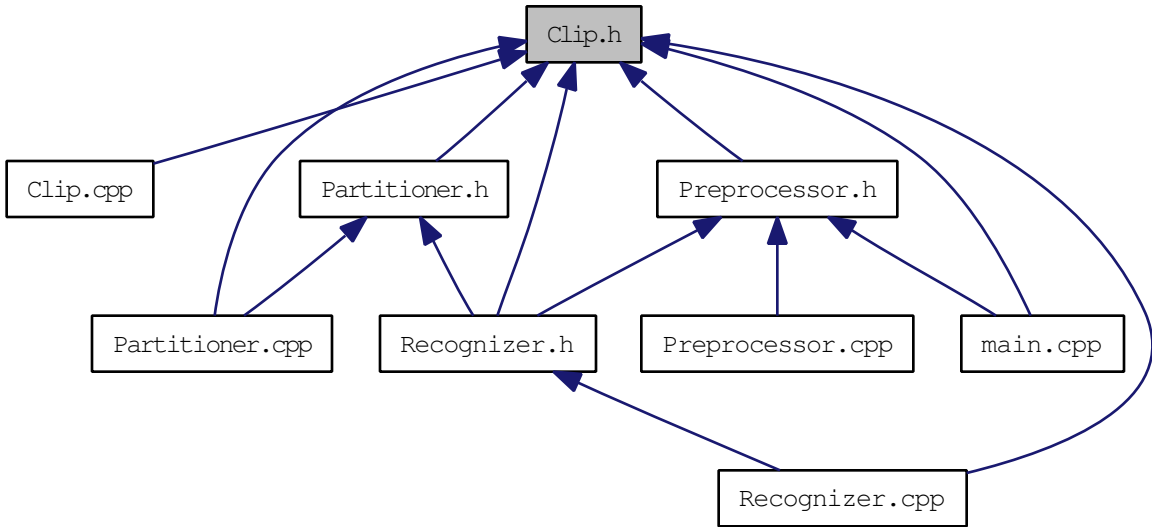 Clip.h
Clip.cpp
Partitioner.h
Preprocessor.h
Partitioner.cpp
Recognizer.h
Preprocessor.cpp
main.cpp
Recognizer.cpp